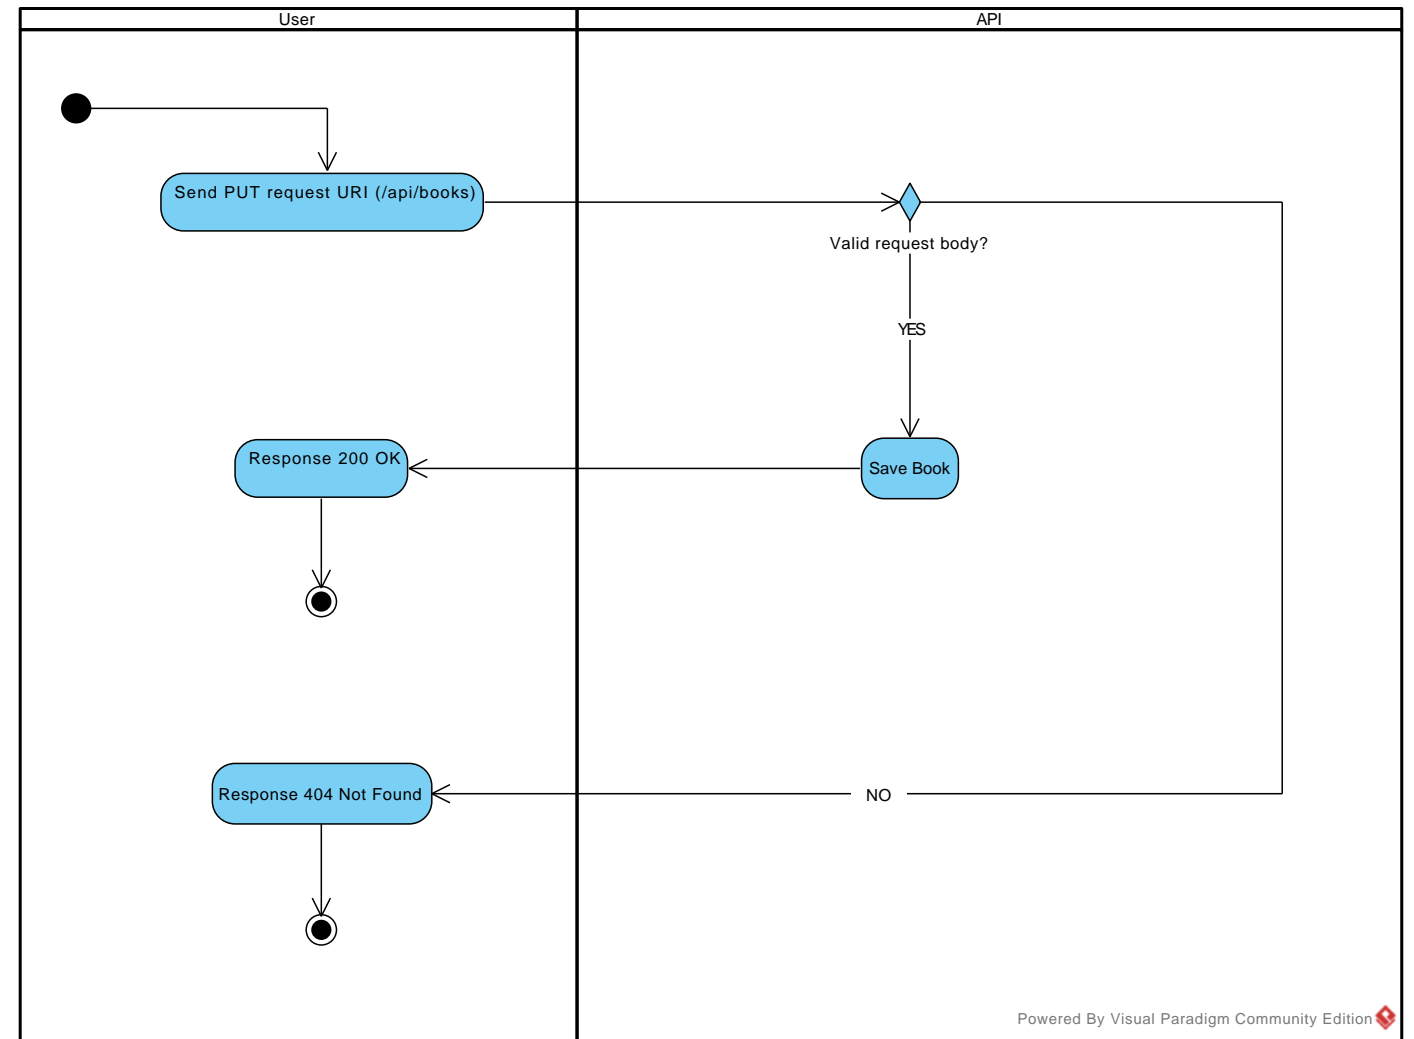 User
API
Send PUT request URI (/api/books)
Valid request body?
YES
Response 200 OK
Save Book
Response 404 Not Found
NO
Powered By Visual Paradigm Community Edition